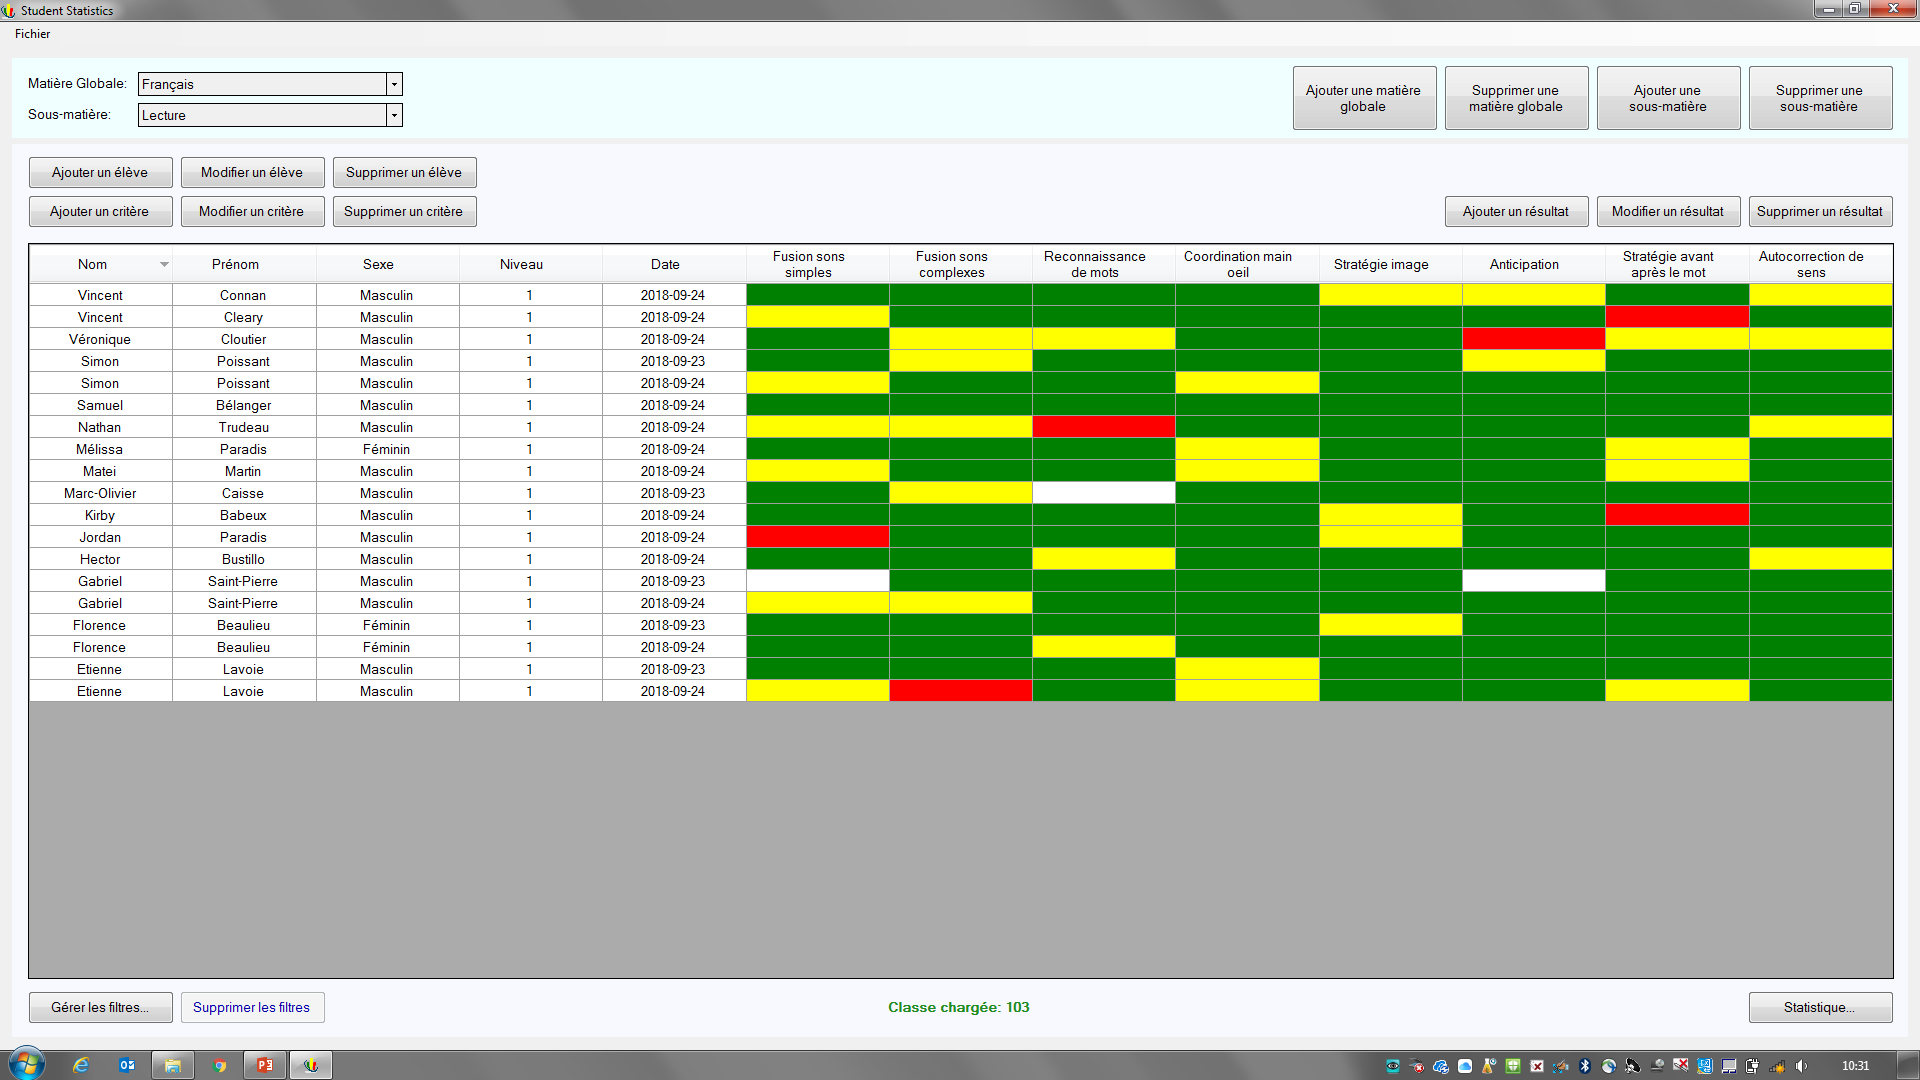 Student Statistics
Fichier
Matière Globale: Français
Sous-matière: Lecture
Ajouter une matière globale
Supprimer une matière globale
Ajouter une sous-matière
Supprimer une sous-matière
Ajouter un élève Modifier un élève Supprimer un élève
Ajouter un critère Modifier un critère Supprimer un critère
Ajouter un résultat Modifier un résultat Supprimer un résultat
Nom Prénom Sexe Niveau Date Fusion sons simples Fusion sons complexes Reconnaissance de mots Coordination main oeil Stratégie image Anticipation Stratégie avant après le mot Autocorrection de sens
Vincent Connan Masculin 1 2018-09-24
Vincent Cleary Masculin 1 2018-09-24
Véronique Cloutier Masculin 1 2018-09-24
Simon Poissant Masculin 1 2018-09-23
Simon Poissant Masculin 1 2018-09-24
Samuel Bélanger Masculin 1 2018-09-24
Nathan Trudeau Masculin 1 2018-09-24
Mélissa Paradis Féminin 1 2018-09-24
Matei Martin Masculin 1 2018-09-24
Marc-Olivier Caisse Masculin 1 2018-09-23
Kirby Babeux Masculin 1 2018-09-24
Jordan Paradis Masculin 1 2018-09-24
Hector Bustillo Masculin 1 2018-09-24
Gabriel Saint-Pierre Masculin 1 2018-09-23
Gabriel Saint-Pierre Masculin 1 2018-09-24
Florence Beaulieu Féminin 1 2018-09-23
Florence Beaulieu Féminin 1 2018-09-24
Etienne Lavoie Masculin 1 2018-09-23
Etienne Lavoie Masculin 1 2018-09-24
Gérer les filtres... Supprimer les filtres Classe chargée: 103 Statistique...
10:31